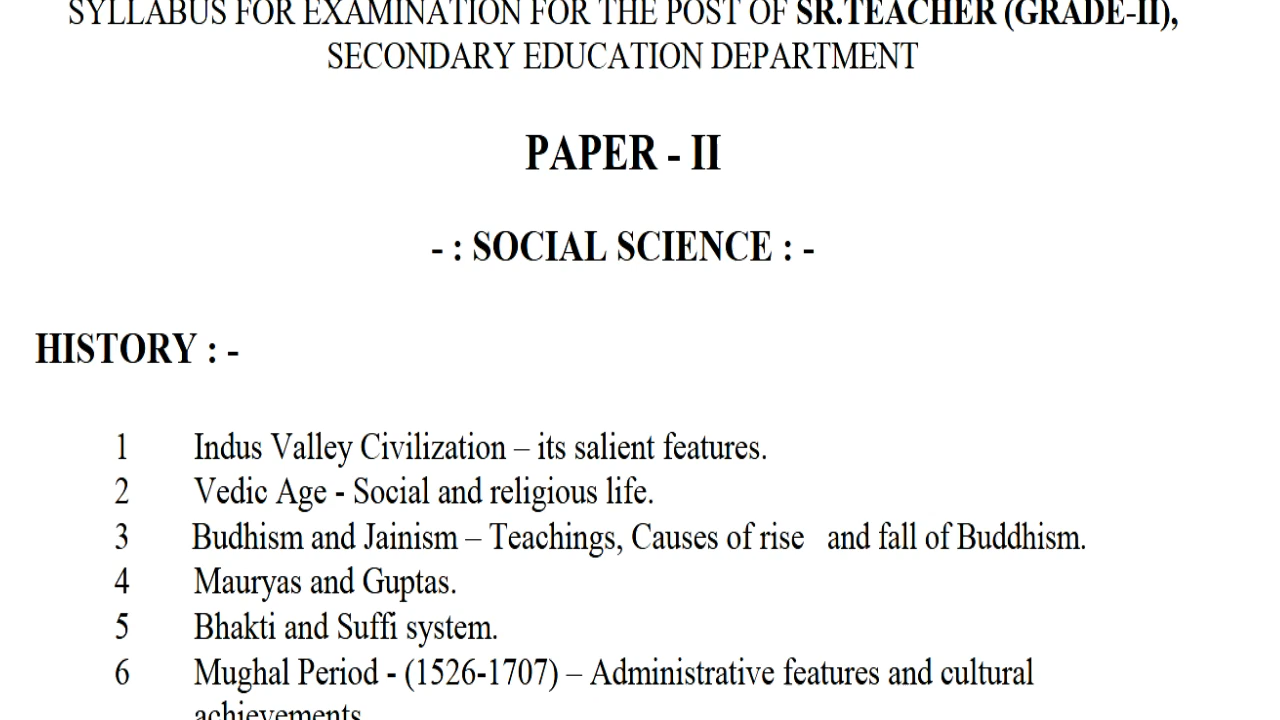 SYLLABUS FOR EXAMINATION FOR THE POST OF SR.TEACHER (GRADE-II),
SECONDARY EDUCATION DEPARTMENT
PAPER - II
- : SOCIAL SCIENCE : -
HISTORY : -
1 Indus Valley Civilization – its salient features.
2 Vedic Age - Social and religious life.
3 Budhism and Jainism – Teachings, Causes of rise and fall of Buddhism.
4 Mauryas and Guptas.
5 Bhakti and Suffi system.
6 Mughal Period - (1526-1707) – Administrative features and cultural
achievements